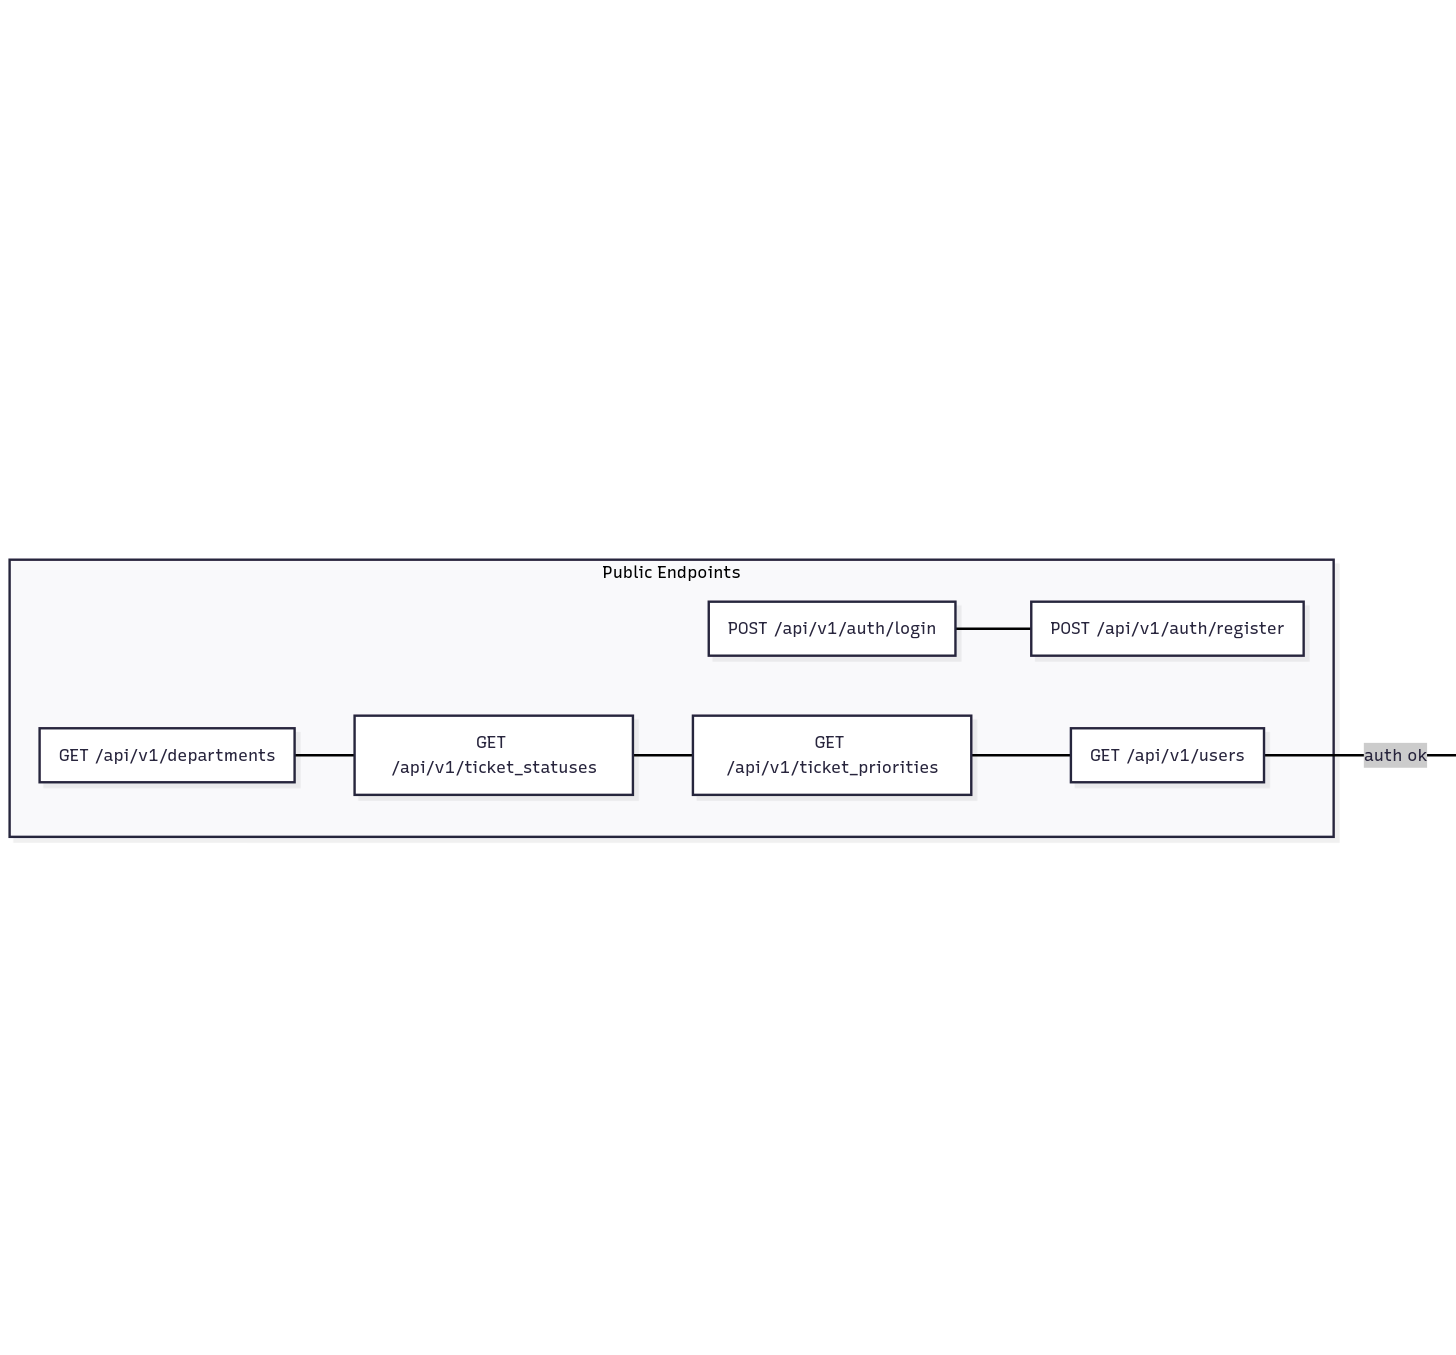 Public Endpoints
POST /api/v1/auth/login
POST /api/v1/auth/register
GET /api/v1/departments
GET
/api/v1/ticket_statuses
GET
/api/v1/ticket_priorities
GET /api/v1/users
auth ok